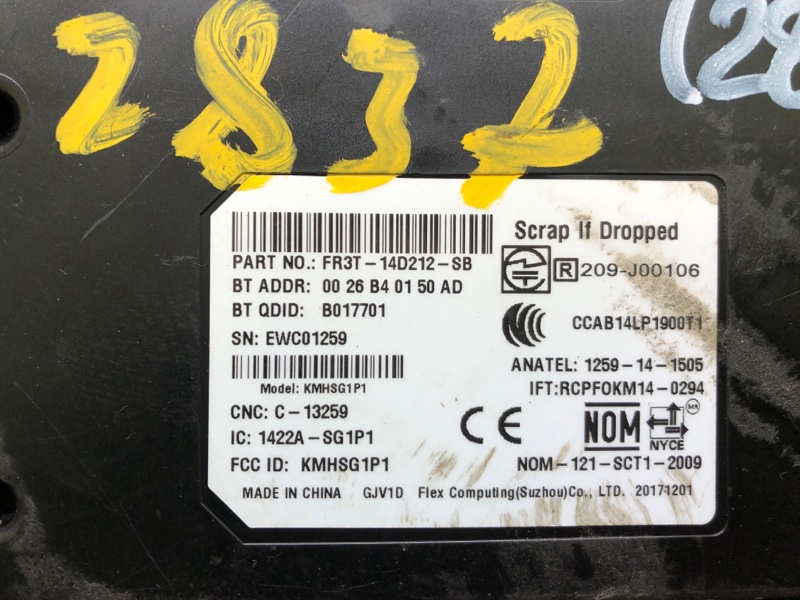 2832
(28
PART NO.: FR3T-14D212-SB
BT ADDR: 00 26 B4 01 50 AD
BT QDID: B017701
SN: EWC01259
Model: KMHSG1P1
CNC: C-13259
IC: 1422A-SG1P1
FCC ID: KMHSG1P1
Scrap If Dropped
R 209-J00106
CCAB14LP1900T1
ANATEL: 1259-14-1505
IFT:RCPFOKM14-0294
CE
NOM
MR
NYCE
NOM-121-SCT1-2009
MADE IN CHINA GJV1D Flex Computing(Suzhou)Co., LTD. 20171201